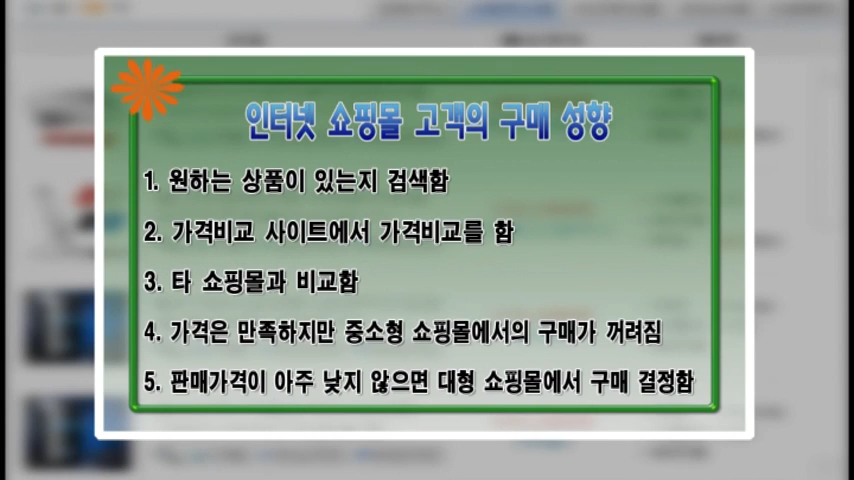 인터넷 쇼핑몰 고객의 구매 성향
1. 원하는 상품이 있는지 검색함
2. 가격비교 사이트에서 가격비교를 함
3. 타 쇼핑몰과 비교함
4. 가격은 만족하지만 중소형 쇼핑몰에서의 구매가 꺼려짐
5. 판매가격이 아주 낮지 않으면 대형 쇼핑몰에서 구매 결정함